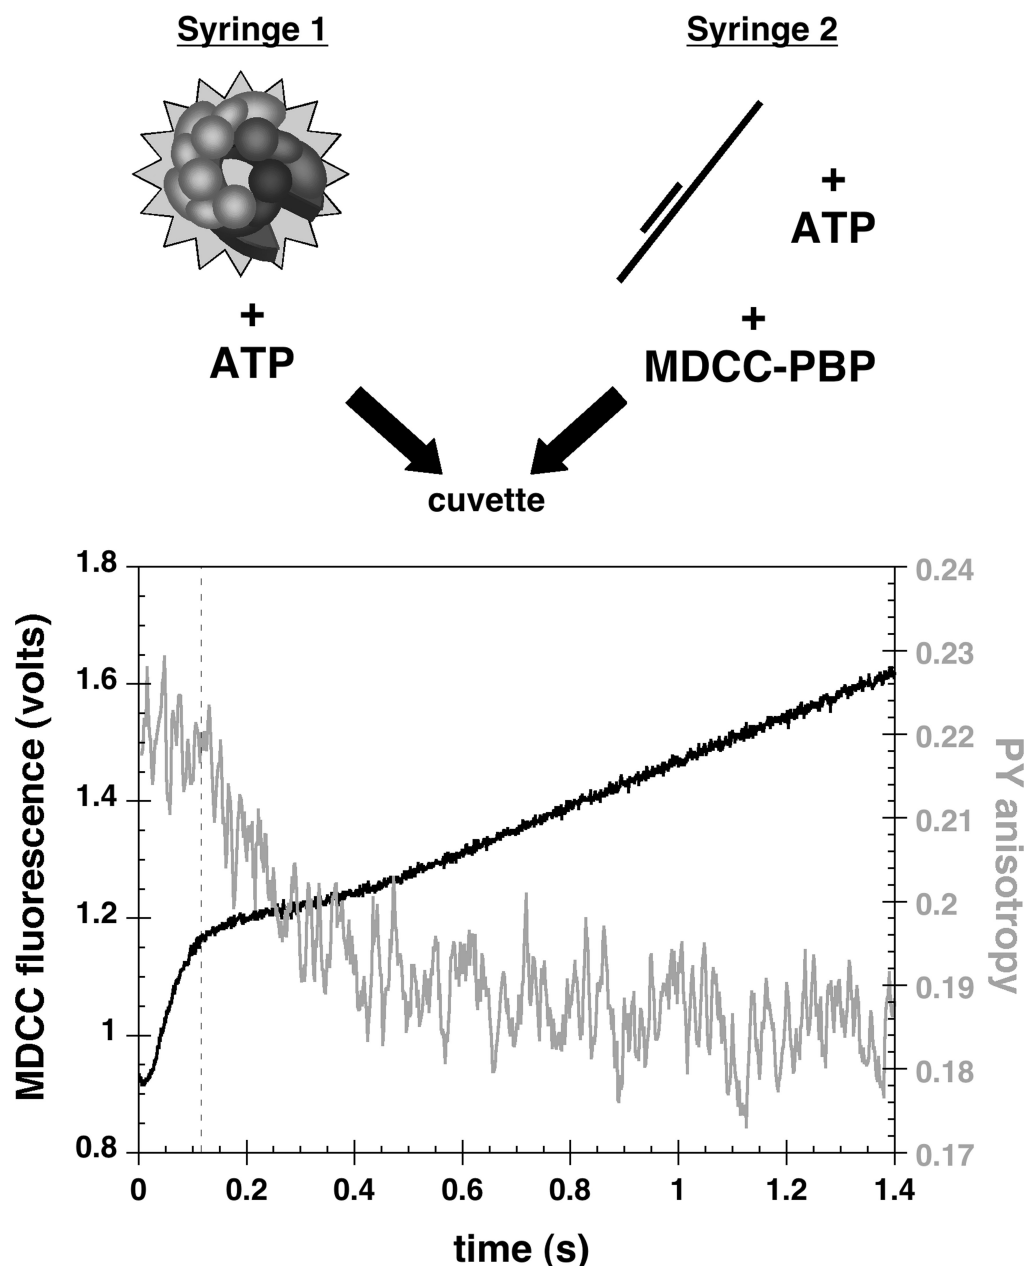 Syringe 1
Syringe 2
+
ATP
+
ATP
+
MDCC-PBP
cuvette
1.8
1.6
1.4
1.2
1
0.8
MDCC fluorescence (volts)
0.24
0.23
0.22
0.21
0.2
0.19
0.18
0.17
PY anisotropy
0 0.2 0.4 0.6 0.8 1 1.2 1.4
time (s)